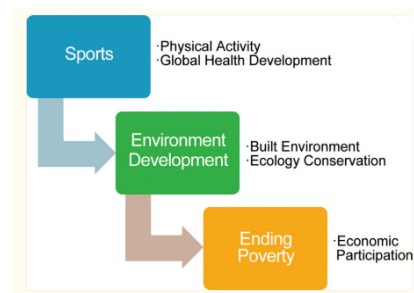 Sports
·Physical Activity
·Global Health Development
Environment
Development
·Built Environment
·Ecology Conservation
Ending
Poverty
·Economic
Participation